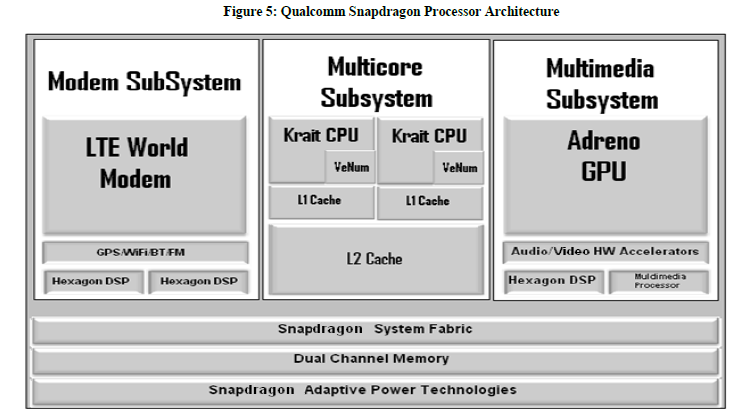 Figure 5: Qualcomm Snapdragon Processor Architecture
Modem SubSystem
LTE World
Modem
GPS/WiFi/BT/FM
Hexagon DSP
Hexagon DSP
Multicore
Subsystem
Krait CPU
VeNum
L1 Cache
Krait CPU
VeNum
L1 Cache
L2 Cache
Multimedia
Subsystem
Adreno
GPU
Audio/Video HW Accelerators
Hexagon DSP
Muldimedia
Processor
Snapdragon System Fabric
Dual Channel Memory
Snapdragon Adaptive Power Technologies